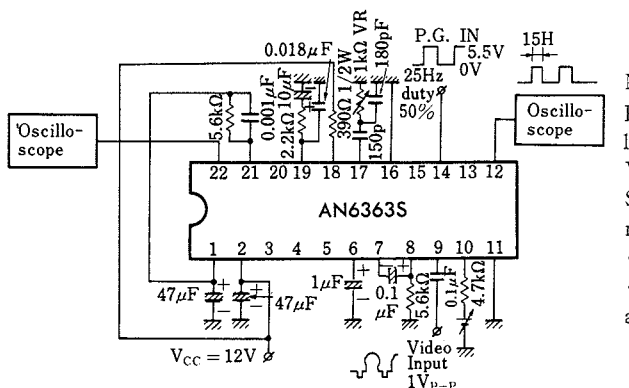 P.G. IN
5.5V
0V
25Hz
duty
50%
15H
0.018μF
5.6kΩ
0.001μF
10μF
2.2kΩ
390Ω 1/2W
1kΩ VR
180pF
150p
Oscillo-
scope
Oscillo-
scope
22 21 20 19 18 17 16 15 14 13 12
AN6363S
1 2 3 4 5 6 7 8 9 10 11
47μF
47μF
1μF
0.1
μF
5.6kΩ
0.1μF
4.7kΩ
V_CC = 12V
Video
Input
1V_P-P